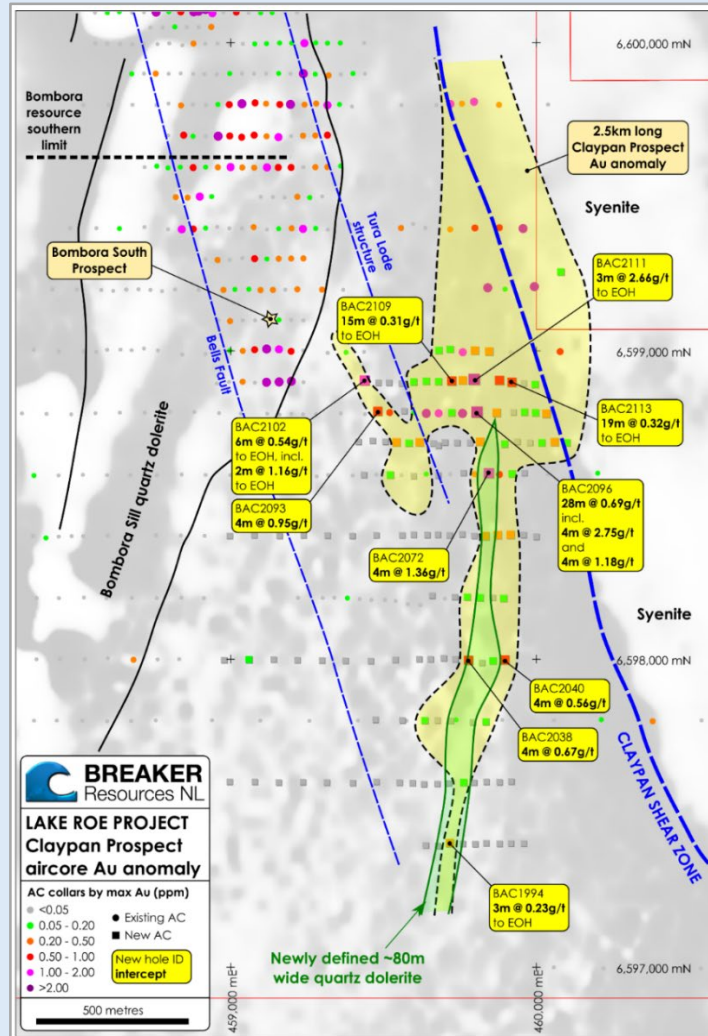 6,600,000 mN
Bombora
resource
southern
limit
2.5km long
Claypan Prospect
Au anomaly
Syenite
Tura Lode
structure
Bombora South
Prospect
BAC2111
3m @ 2.66g/t
to EOH
BAC2109
15m @ 0.31g/t
to EOH
Bells Fault
6,599,000 mN
BAC2102
6m @ 0.54g/t
to EOH, incl.
2m @ 1.16g/t
to EOH
BAC2113
19m @ 0.32g/t
to EOH
BAC2093
4m @ 0.95g/t
BAC2096
28m @ 0.69g/t
incl.
4m @ 2.75g/t
and
4m @ 1.18g/t
BAC2072
4m @ 1.36g/t
Bombora Sill quartz dolerite
Syenite
6,598,000 mN
BAC2040
4m @ 0.56g/t
BAC2038
4m @ 0.67g/t
CLAYPAN SHEAR ZONE
BREAKER
Resources NL
LAKE ROE PROJECT
Claypan Prospect
aircore Au anomaly
AC collars by max Au (ppm)
<0.05
0.05 - 0.20
0.20 - 0.50
0.50 - 1.00
1.00 - 2.00
>2.00
Existing AC
New AC
New hole ID
intercept
500 metres
BAC1994
3m @ 0.23g/t
to EOH
Newly defined ~80m
wide quartz dolerite
6,597,000 mN
459,000 mE
460,000 mE